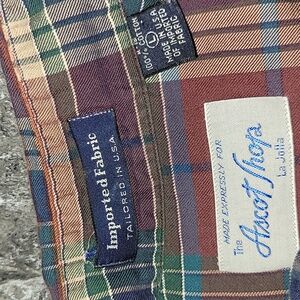 100% COTTON
L
MADE IN U.S.A.
OF IMPORTED
FABRIC
Imported Fabric
TAILORED IN USA
MADE EXPRESSLY FOR
The Ascot Shop
La Jolla